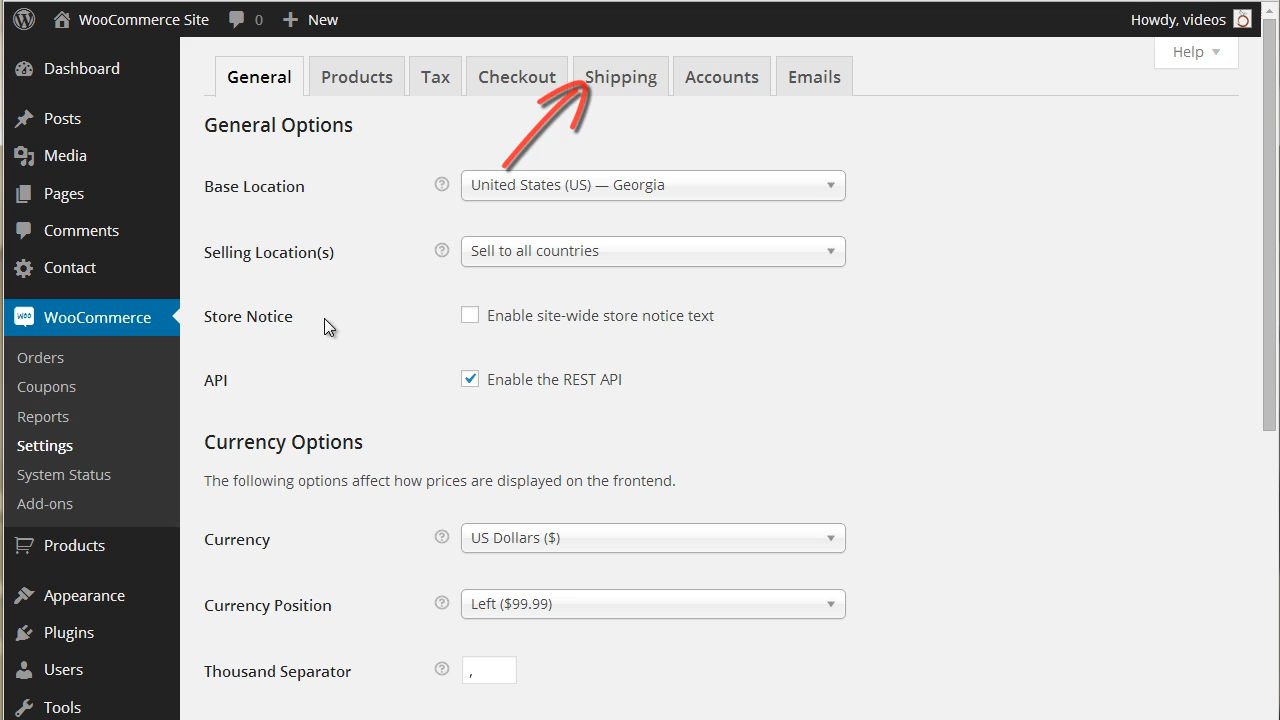 WooCommerce Site 0 New Howdy, videos
Help
Dashboard
Posts
Media
Pages
Comments
Contact
WooCommerce
Orders
Coupons
Reports
Settings
System Status
Add-ons
Products
Appearance
Plugins
Users
Tools
General Products Tax Checkout Shipping Accounts Emails
General Options
Base Location ? United States (US) — Georgia
Selling Location(s) ? Sell to all countries
Store Notice Enable site-wide store notice text
API Enable the REST API
Currency Options
The following options affect how prices are displayed on the frontend.
Currency ? US Dollars ($)
Currency Position ? Left ($99.99)
Thousand Separator ? ,